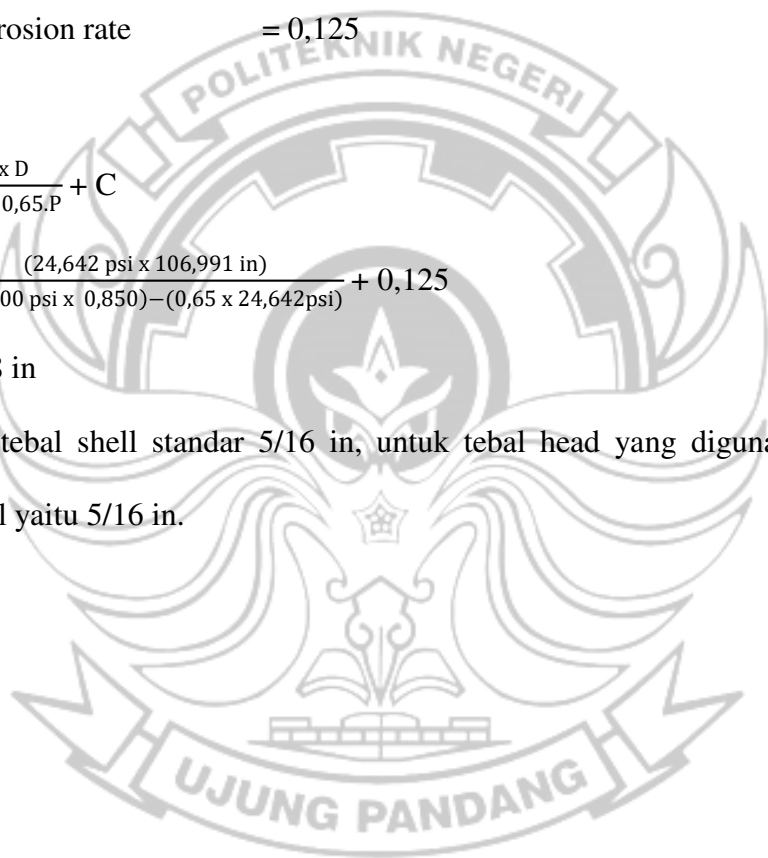 rosion rate = 0,125
POLITEKNIK NEGERI
x D
0,65.P + C
(24,642 psi x 106,991 in)
00 psi x 0,850)−(0,65 x 24,642psi) + 0,125
in
tebal shell standar 5/16 in, untuk tebal head yang diguna
l yaitu 5/16 in.
UJUNG PANDANG